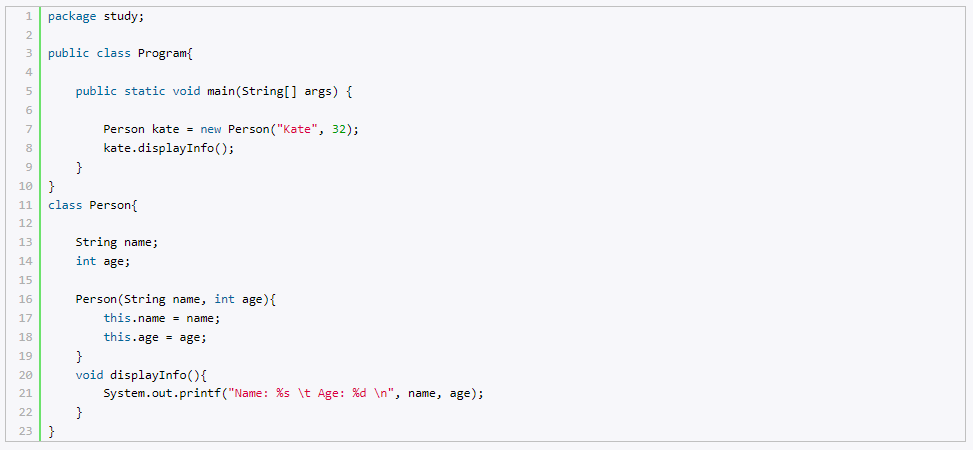 1 package study;
2
3 public class Program{
4
5     public static void main(String[] args) {
6
7         Person kate = new Person("Kate", 32);
8         kate.displayInfo();
9     }
10 }
11 class Person{
12
13     String name;
14     int age;
15
16     Person(String name, int age){
17         this.name = name;
18         this.age = age;
19     }
20     void displayInfo(){
21         System.out.printf("Name: %s \t Age: %d \n", name, age);
22     }
23 }